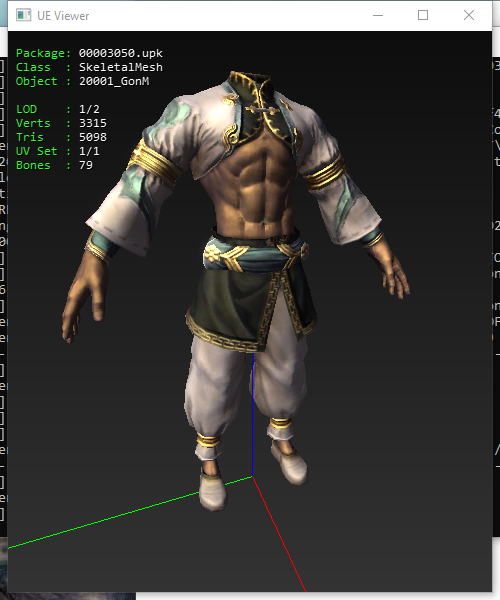 UE Viewer
Package: 00003050.upk
Class : SkeletalMesh
Object : 20001_GonM
LOD : 1/2
Verts : 3315
Tris : 5098
UV Set : 1/1
Bones : 79